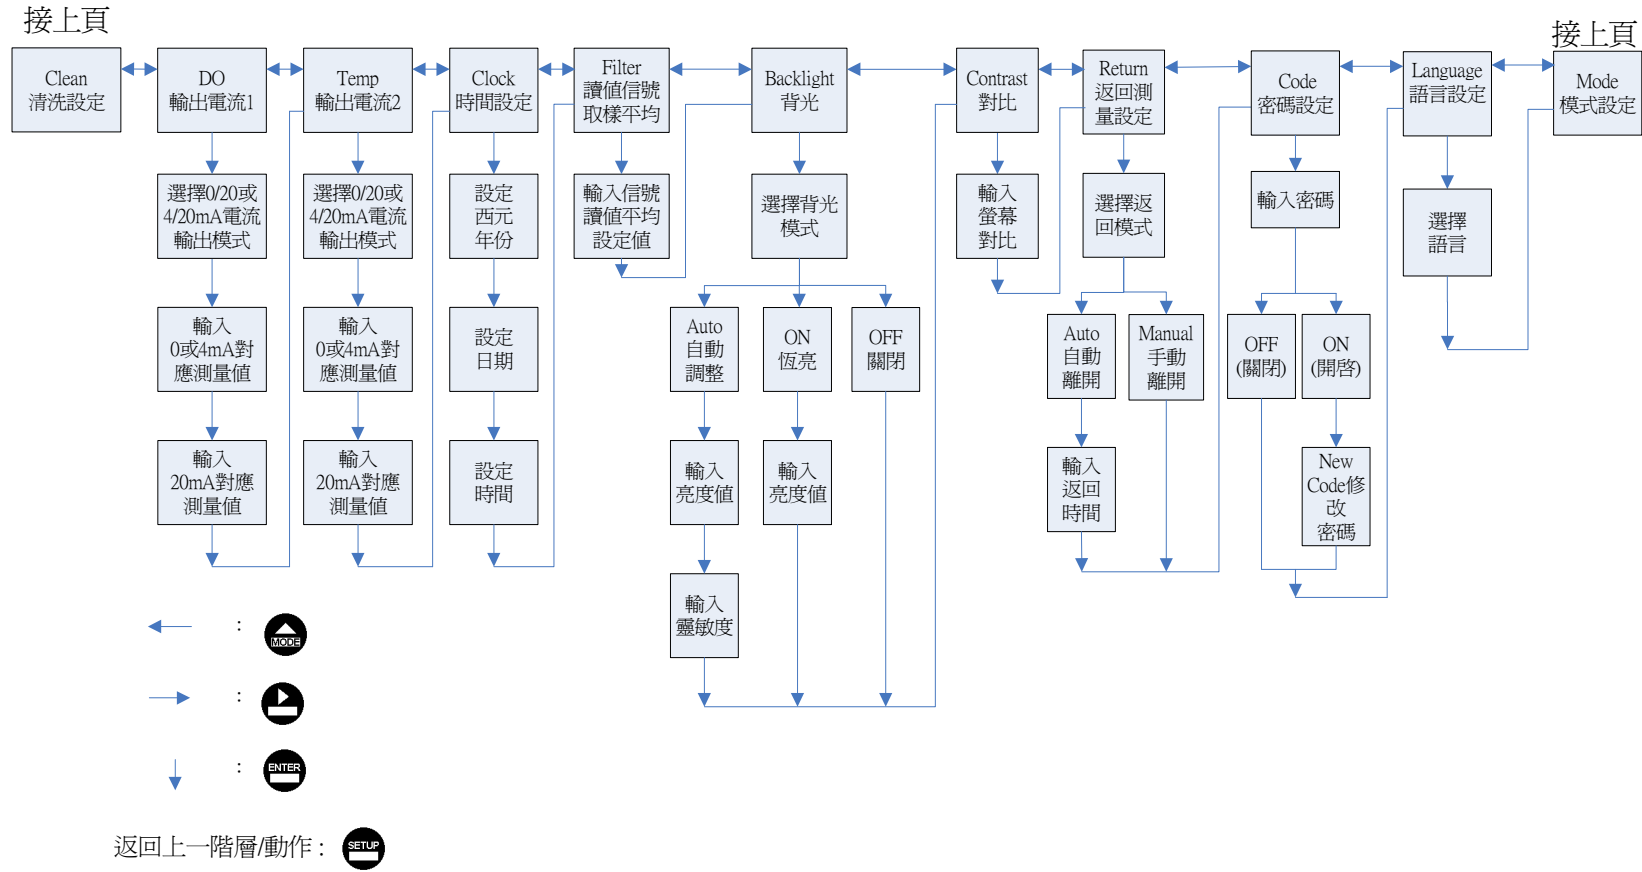 接上頁
接上頁
Clean
清洗設定
DO
輸出電流1
Temp
輸出電流2
Clock
時間設定
Filter
讀值信號
取樣平均
Backlight
背光
Contrast
對比
Return
返回測
量設定
Code
密碼設定
Language
語言設定
Mode
模式設定
選擇0/20或
4/20mA電流
輸出模式
選擇0/20或
4/20mA電流
輸出模式
設定
西元
年份
輸入信號
讀值平均
設定值
選擇背光
模式
輸入
螢幕
對比
選擇返
回模式
輸入密碼
選擇
語言
輸入
0或4mA對
應測量值
輸入
0或4mA對
應測量值
設定
日期
Auto
自動
調整
ON
恆亮
OFF
關閉
Auto
自動
離開
Manual
手動
離開
OFF
(關閉)
ON
(開啓)
輸入
20mA對應
測量值
輸入
20mA對應
測量值
設定
時間
輸入
亮度值
輸入
亮度值
輸入
返回
時間
New
Code修
改
密碼
輸入
靈敏度
: MODE
:
: ENTER
返回上一階層/動作 : SETUP